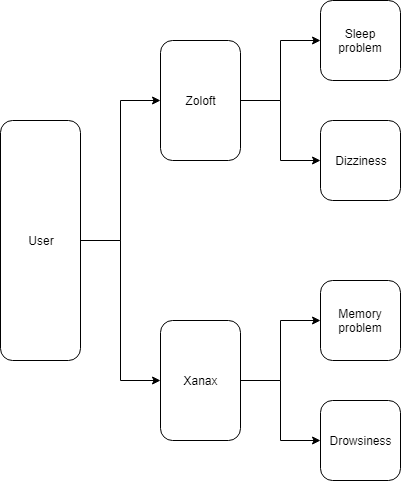 Sleep
problem
Zoloft
Dizziness
User
Memory
problem
Xanax
Drowsiness